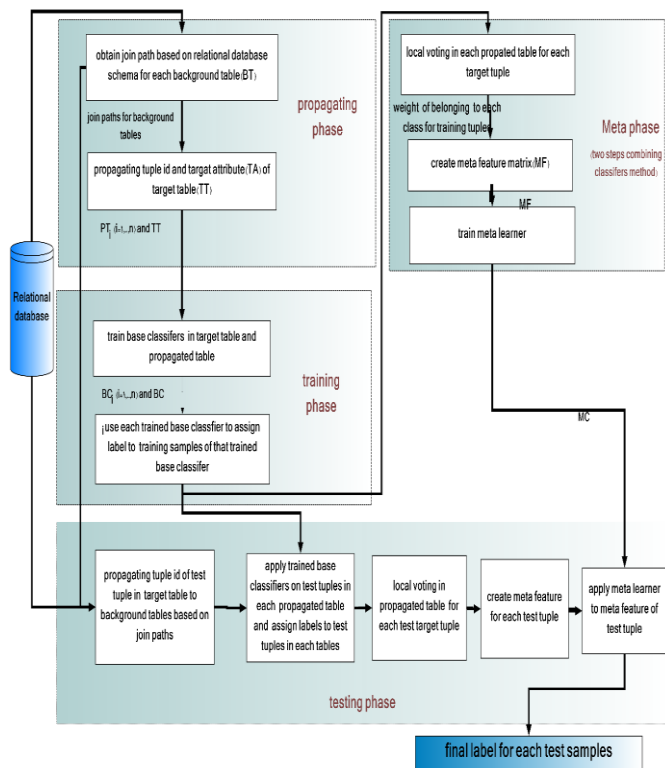 obtain join path based on relational database
schema for each background table(BT)
propagating
phase
join paths for background
tables
propagating tuple id and targat attribute(TA) of
target table(TT)
PTi (i=1,...,n) and TT
Relational
database
train base classifers in target table and
propagated table
training
phase
BCi (i=1,...,n) and BC
use each trained base classfier to assign
label to training samples of that trained
base classifer
local voting in each propated table for each
target tuple
weight of belonging to each
class for training tupled
Meta phase
(two steps combining
classifers method)
create meta feature matrix(MF)
MF
train meta learner
MC
propagating tuple id of test
tuple in target table to
background tables based on
join paths
apply trained base
classifiers on test tuples in
each propagated table
and assign labels to test
tuples in each tables
local voting in
propagated table for
each test target tuple
create meta feature
for each test tuple
apply meta learner
to meta feature of
test tuple
testing phase
final label for each test samples